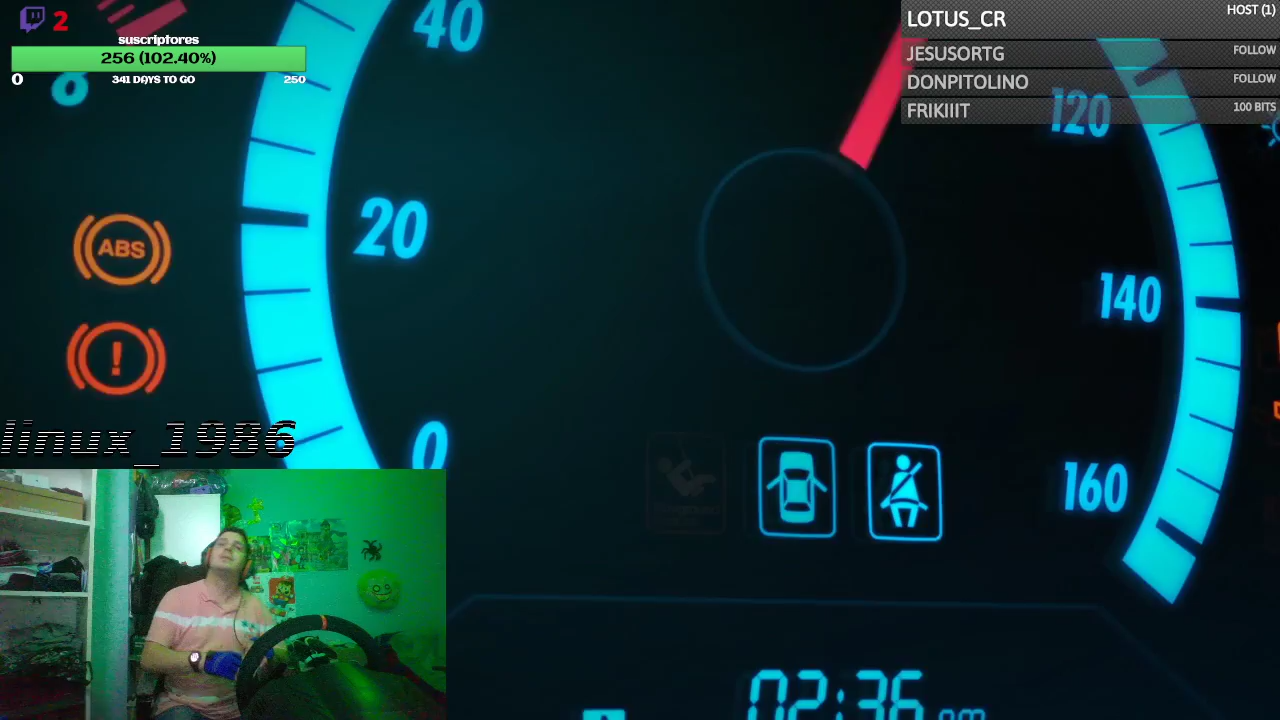 2
suscriptores
256 (102.40%)
0
341 DAYS TO GO
250
LOTUS_CR
HOST (1)
JESUSORTG
FOLLOW
DONPITOLINO
FOLLOW
FRIKIIIT
100 BITS
40
120
20
ABS
!
140
linux_1986
0
160
02:36